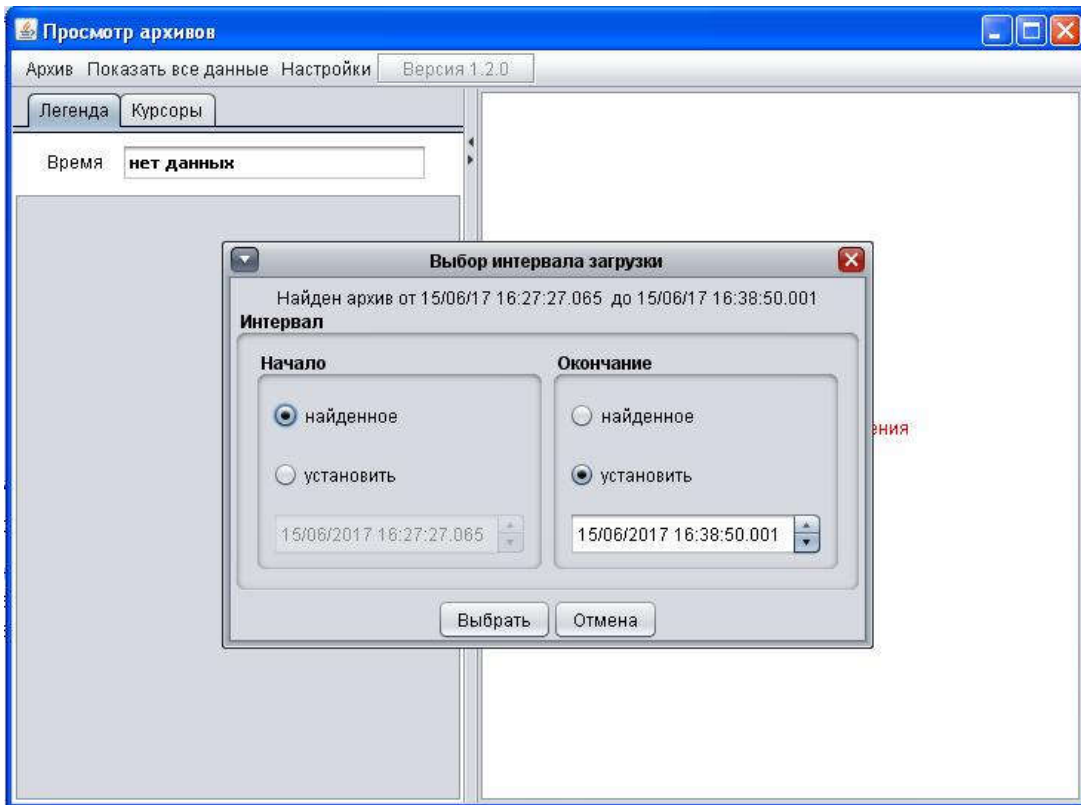 Просмотр архивов
Архив Показать все данные Настройки Версия 1.2.0
Легенда Курсоры
Время нет данных
Выбор интервала загрузки
Найден архив от 15/06/17 16:27:27.065 до 15/06/17 16:38:50.001
Интервал
Начало Окончание
найденное найденное
ения
установить установить
15/06/2017 16:27:27.065 15/06/2017 16:38:50.001
Выбрать Отмена